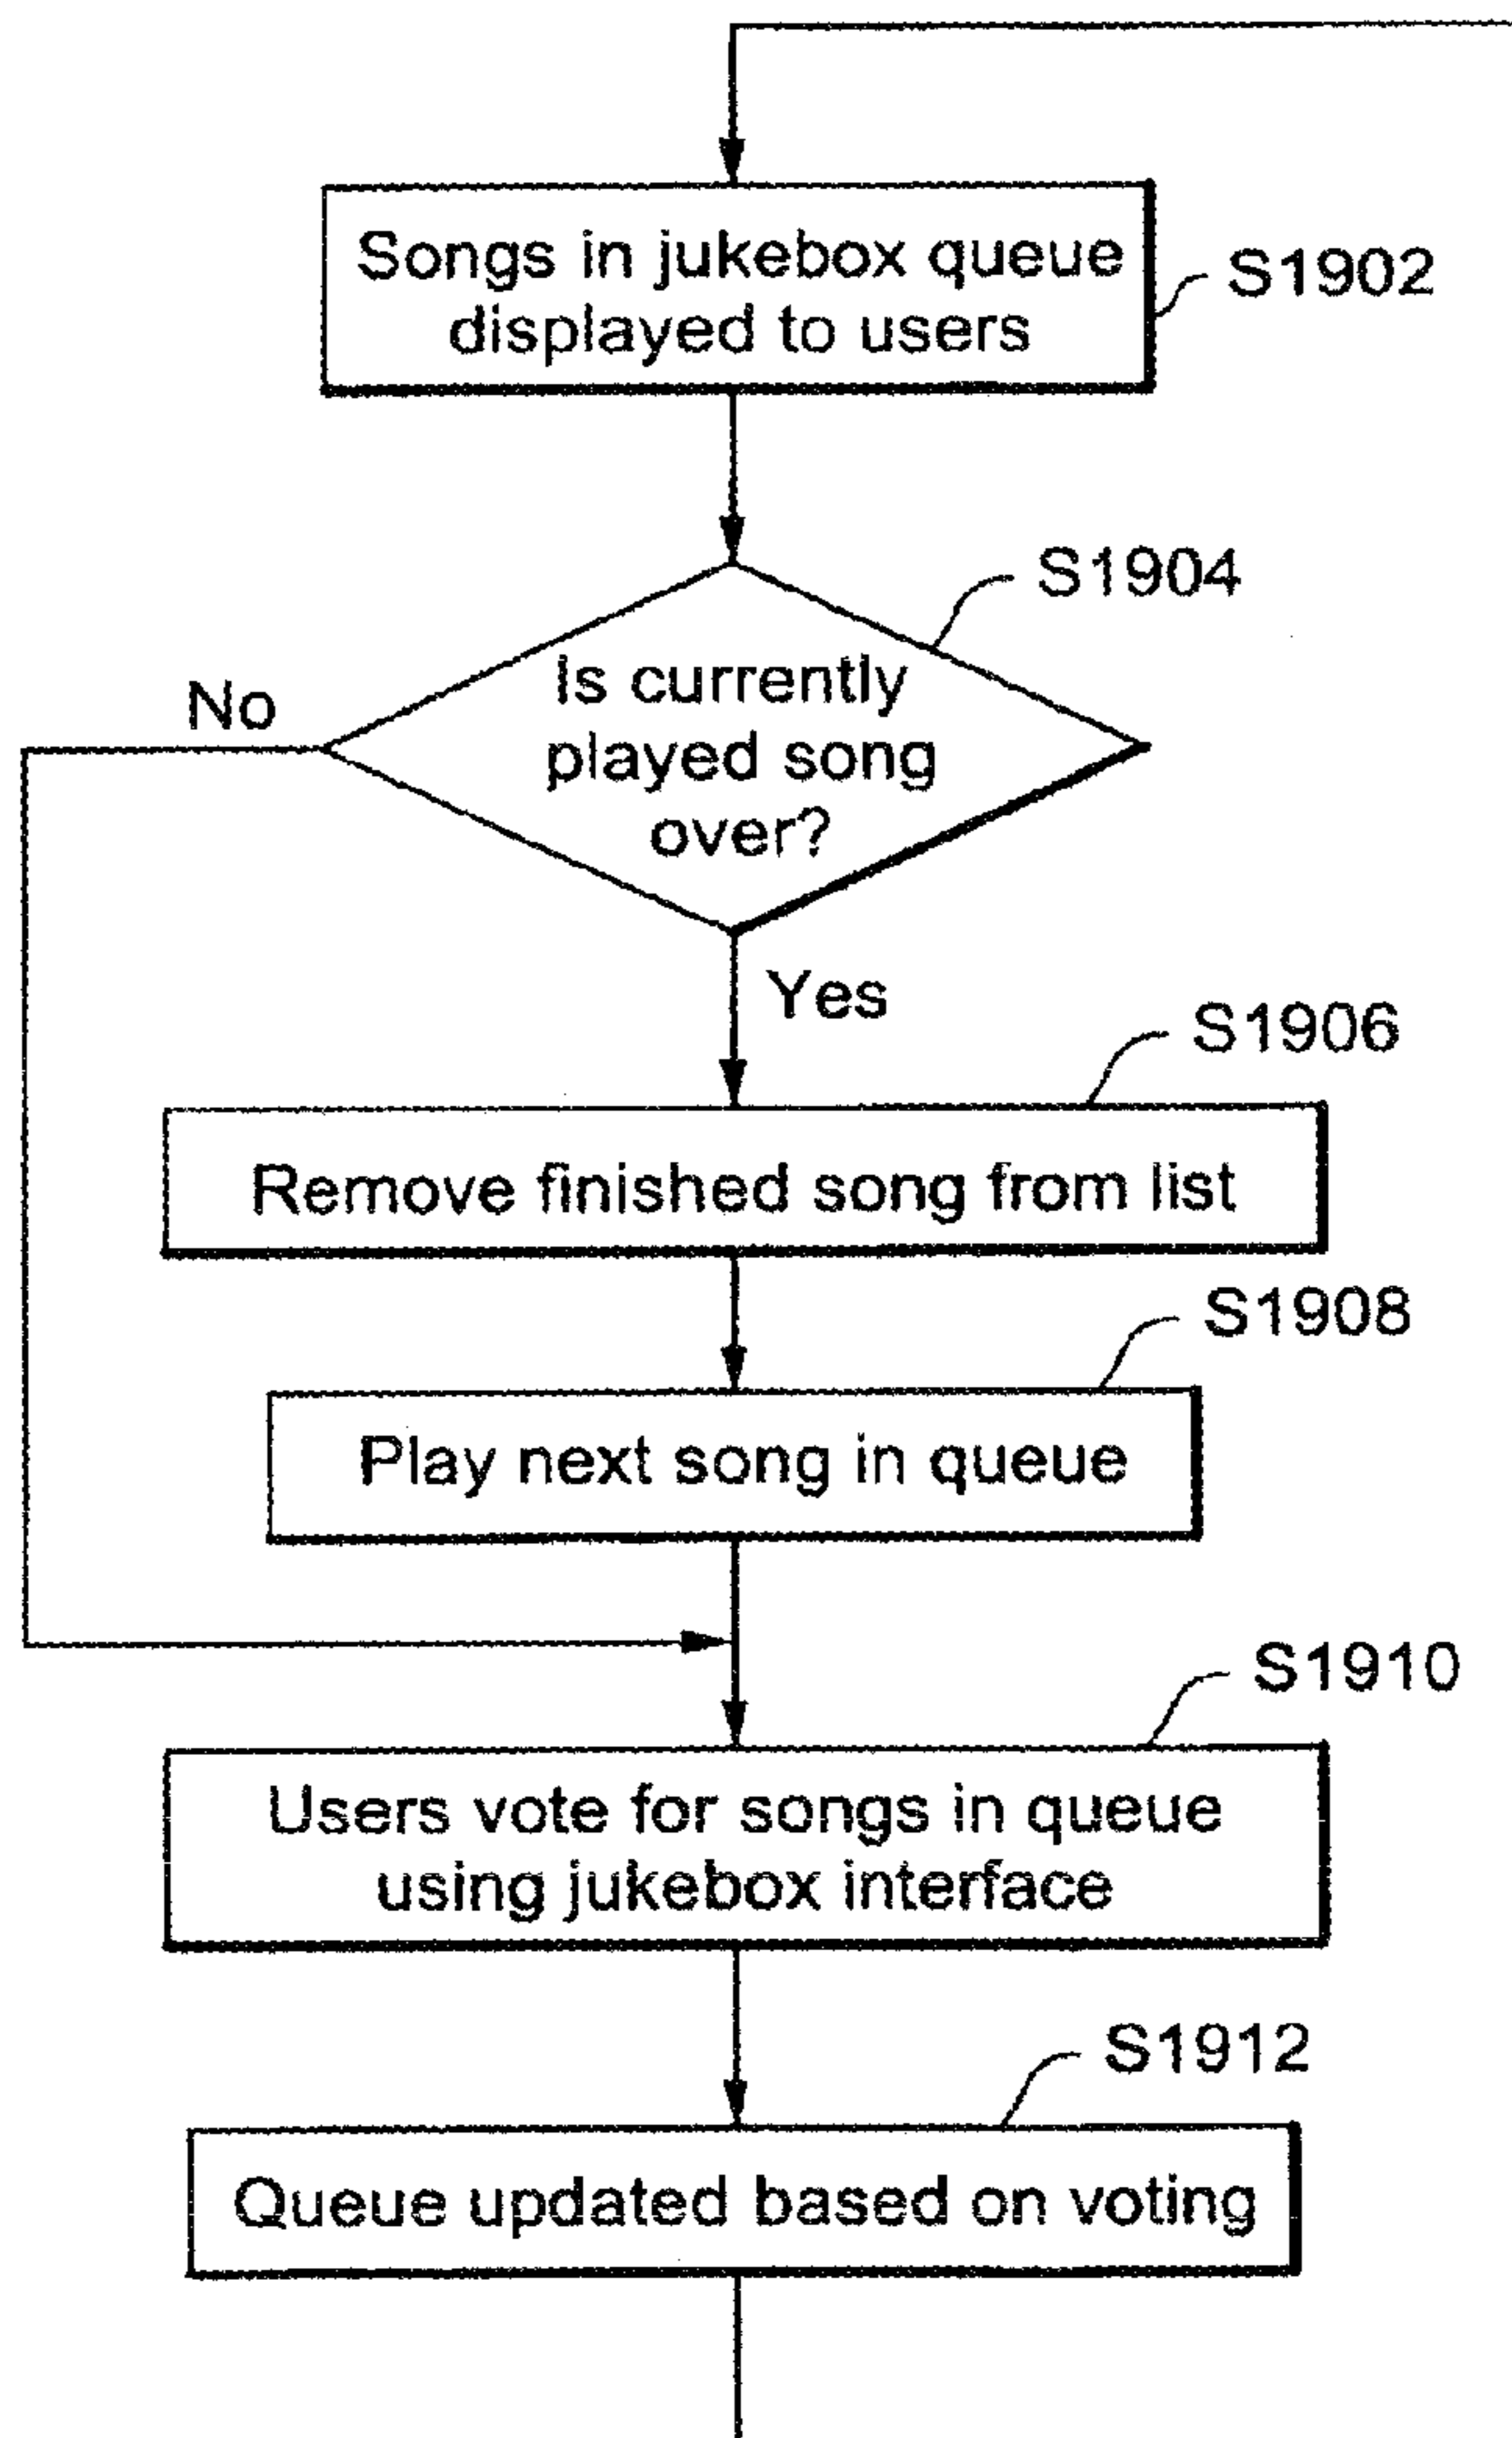 Songs in jukebox queue
displayed to users
S1902
S1904
Is currently
played song
over?
No
Yes
S1906
Remove finished song from list
S1908
Play next song in queue
S1910
Users vote for songs in queue
using jukebox interface
S1912
Queue updated based on voting